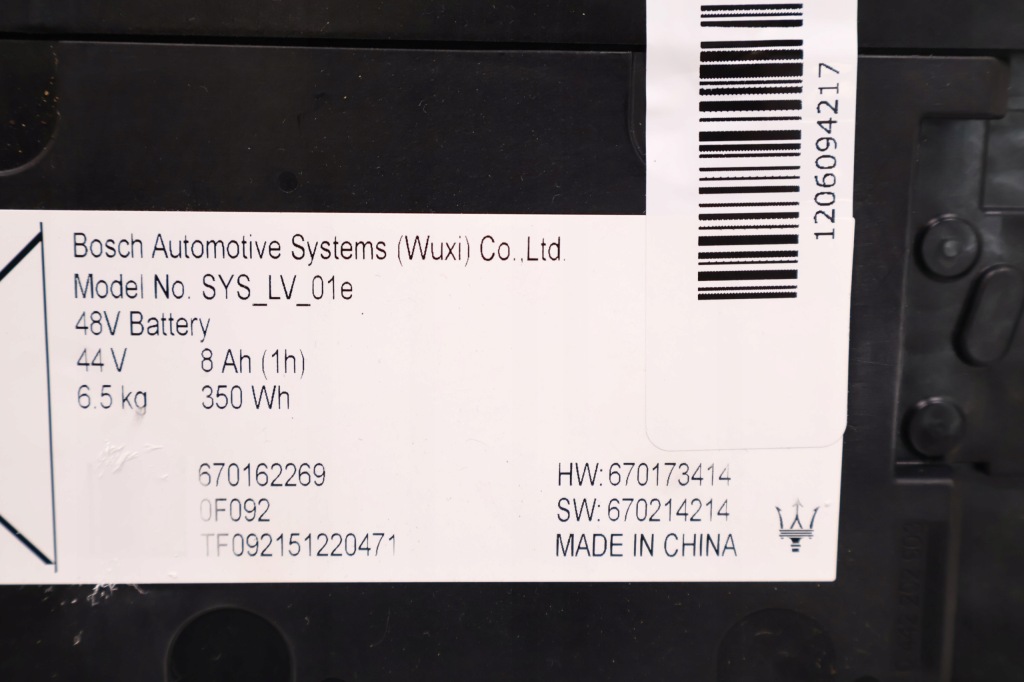 1206094217
Bosch Automotive Systems (Wuxi) Co.,Ltd.
Model No. SYS_LV_01e
48V Battery
44 V 8 Ah (1h)
6.5 kg 350 Wh
670162269 HW: 670173414
0F092 SW: 670214214
TF092151220471 MADE IN CHINA